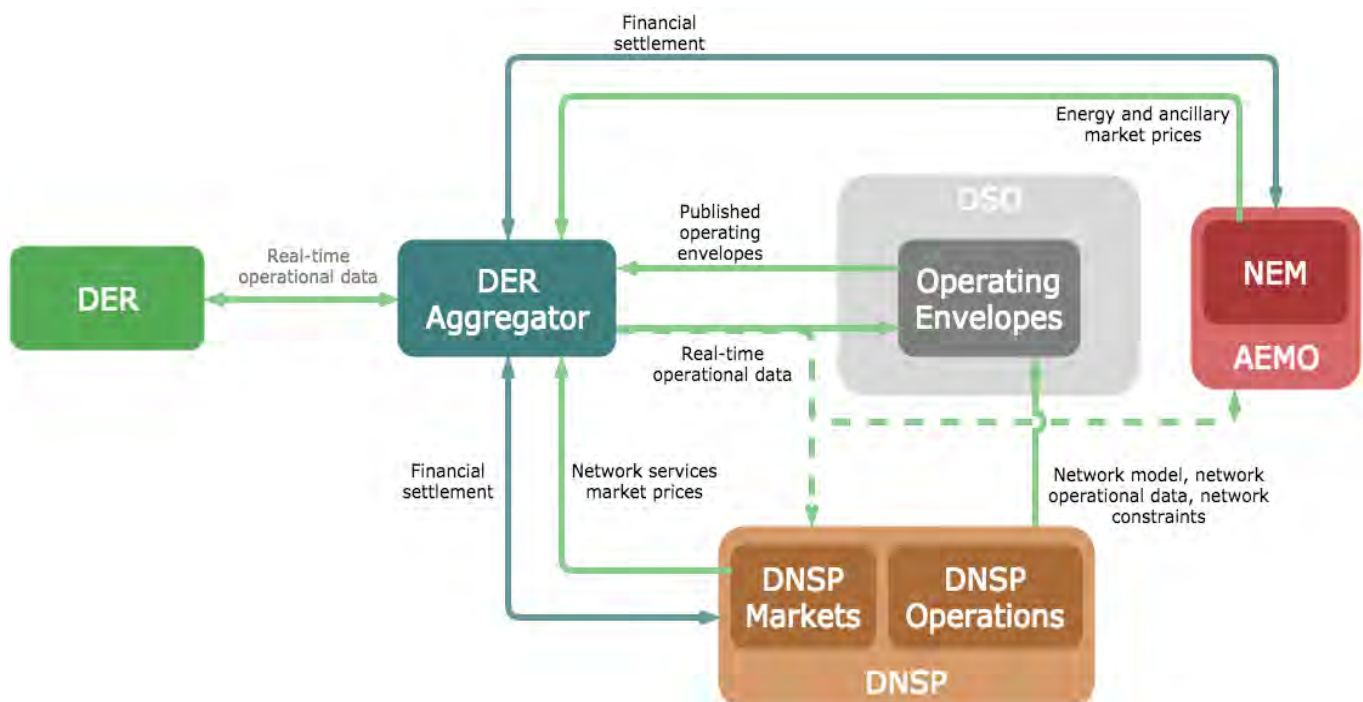 Financial
settlement
Energy and ancillary
market prices
DSO
Published
operating
envelopes
Real-time
operational data
DER
DER
Aggregator
Operating
Envelopes
NEM
AEMO
Real-time
operational data
Financial
settlement
Network services
market prices
Network model, network
operational data, network
constraints
DNSP
Markets
DNSP
Operations
DNSP